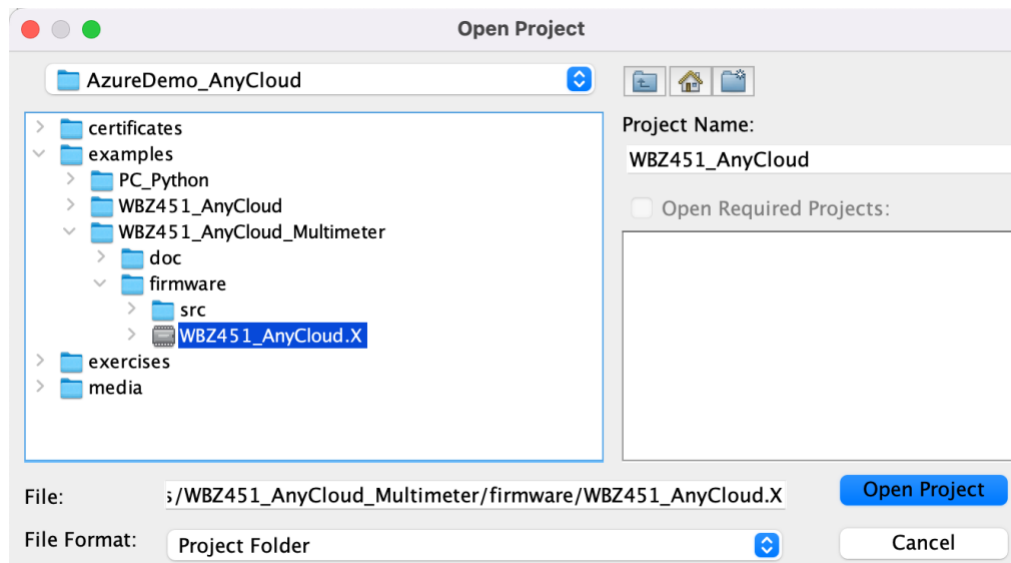 Open Project
AzureDemo_AnyCloud
certificates
examples
PC_Python
WBZ451_AnyCloud
WBZ451_AnyCloud_Multimeter
doc
firmware
src
WBZ451_AnyCloud.X
exercises
media
Project Name:
WBZ451_AnyCloud
Open Required Projects:
File: s/WBZ451_AnyCloud_Multimeter/firmware/WBZ451_AnyCloud.X
Open Project
File Format: Project Folder
Cancel